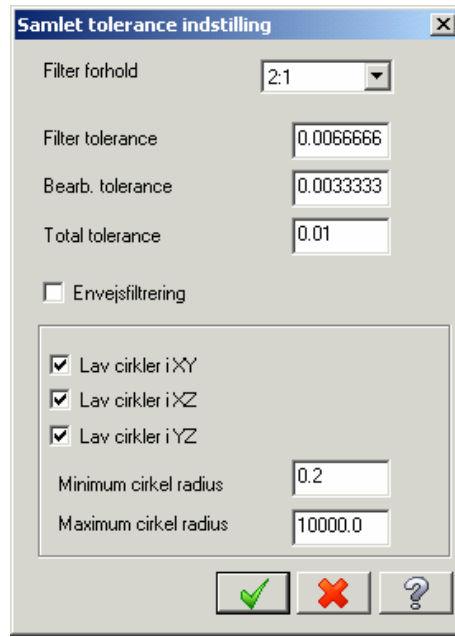 Samlet tolerance indstilling
Filter forhold 2:1
Filter tolerance 0.0066666
Bearb. tolerance 0.0033333
Total tolerance 0.01
Envejsfiltrering
Lav cirkler i XY
Lav cirkler i XZ
Lav cirkler i YZ
Minimum cirkel radius 0.2
Maximum cirkel radius 10000.0